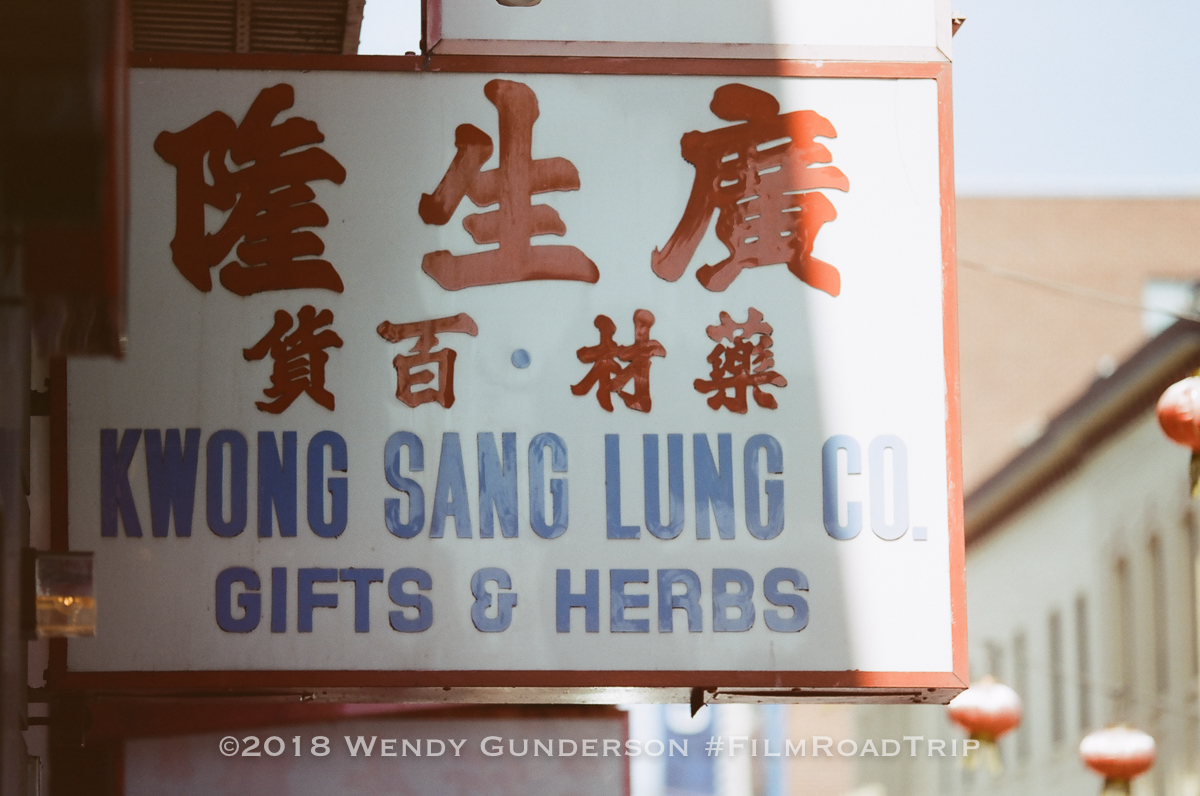 廣生隆
藥材·百貨
KWONG SANG LUNG CO.
GIFTS & HERBS
©2018 Wendy Gunderson #FilmRoadTrip